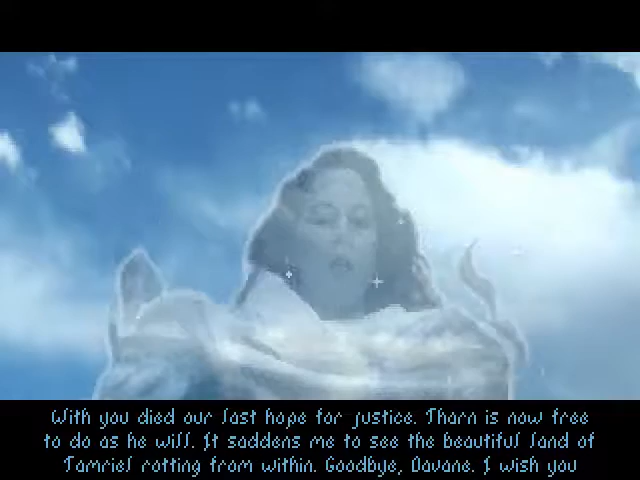 With you died our last hope for justice. Tharn is now free
to do as he will. It saddens me to see the beautiful land of
Tamriel rotting from within. Goodbye, Davane. I wish you